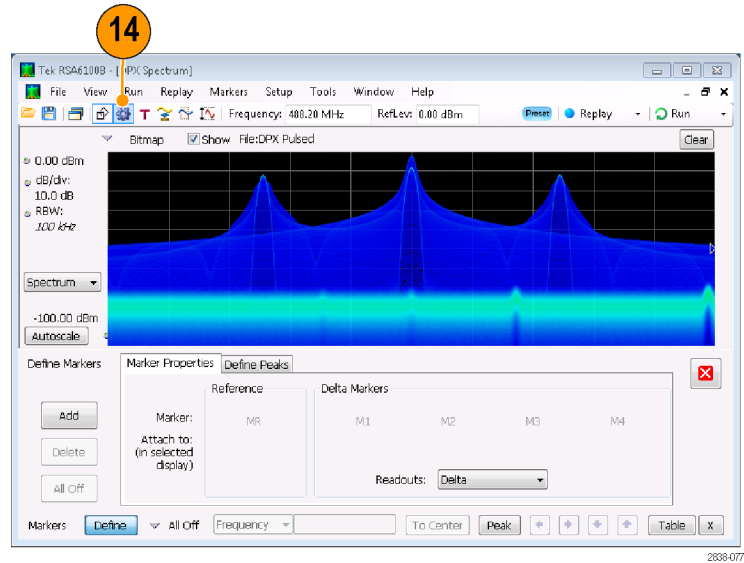 14
Tek RSA6100B - [DPX Spectrum]
File View Run Replay Markers Setup Tools Window Help
T Frequency: 488.20 MHz RefLev: 0.00 dBm Preset Replay Run
Bitmap Show File:DPX Pulsed Clear
0.00 dBm
dB/div:
10.0 dB
RBW:
100 kHz
Spectrum
-100.00 dBm
Autoscale
Define Markers Marker Properties Define Peaks
Reference Delta Markers
Add Marker: MR M1 M2 M3 M4
Attach to:
Delete (in selected
display)
All Off Readouts: Delta
Markers Define All Off Frequency To Center Peak Table X
2838-077